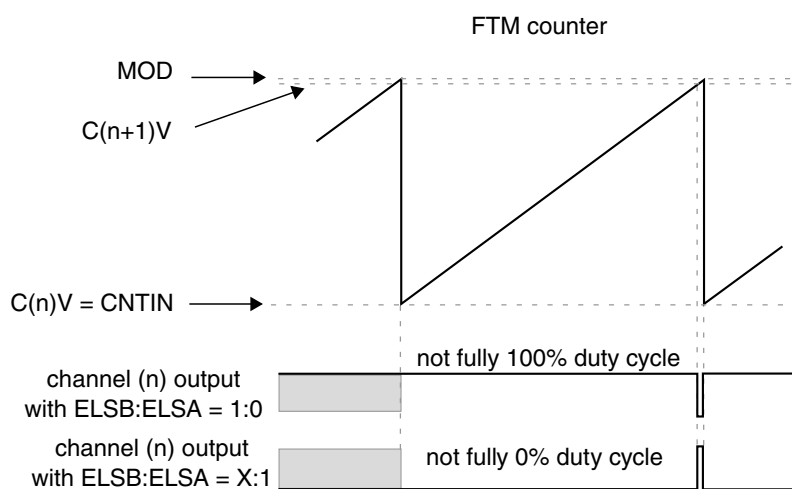 FTM counter
MOD
C(n+1)V
C(n)V = CNTIN
not fully 100% duty cycle
channel (n) output
with ELSB:ELSA = 1:0
channel (n) output
not fully 0% duty cycle
with ELSB:ELSA = X:1